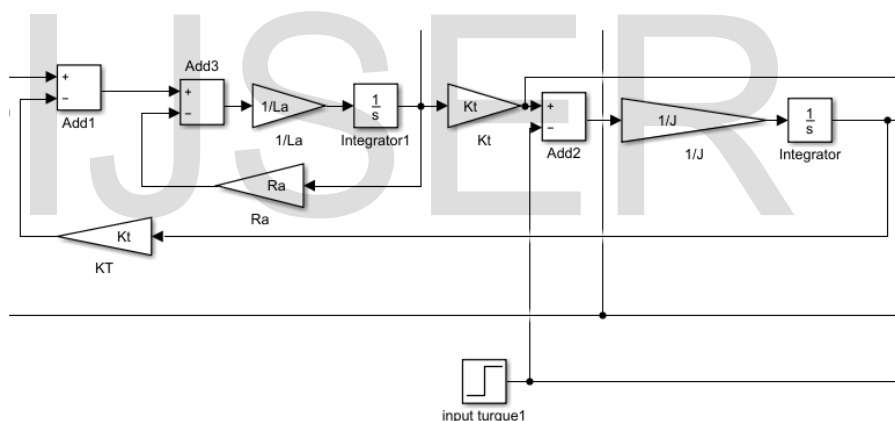 IJSER
Add1
Add3
1/La
1/La
1
s
Integrator1
Ra
Ra
Kt
Kt
Add2
1/J
1/J
1
s
Integrator
Kt
KT
input turque1
+
−
+
−
+
−